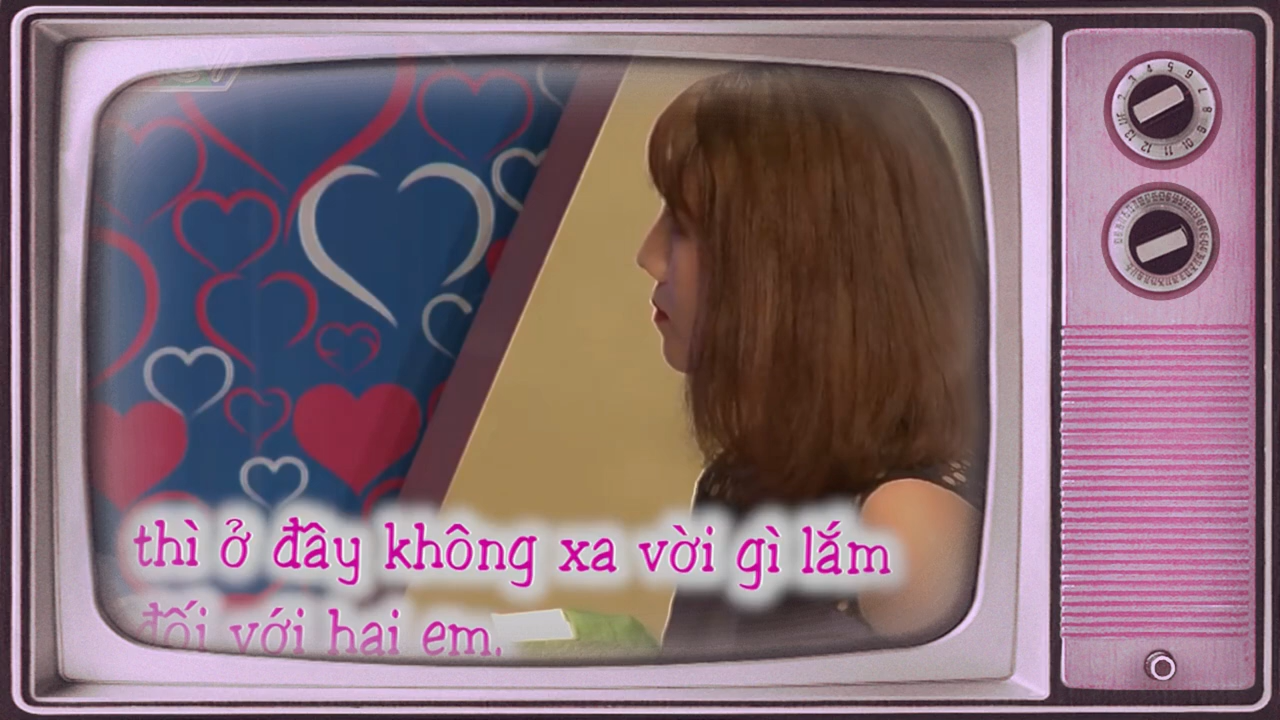 thì ở đây không xa vời gì lắm
đối với hai em.